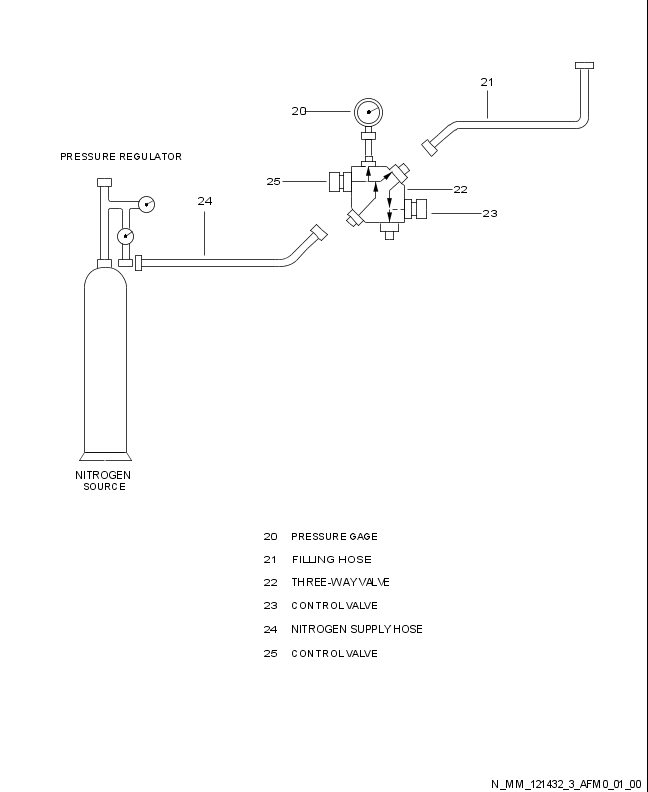 21
20
PRESSURE REGULATOR
25
22
24
23
NITROGEN
SOURCE
20 PRESSURE GAGE
21 FILLING HOSE
22 THREE-WAY VALVE
23 CONTROL VALVE
24 NITROGEN SUPPLY HOSE
25 CONTROL VALVE
N_MM_121432_3_AFM0_01_00